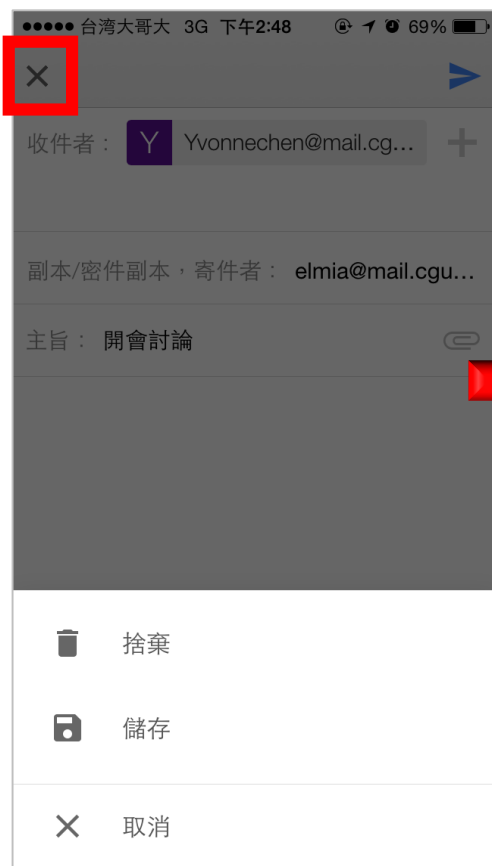 台湾大哥大 3G 下午2:48 69%
收件者： Y Yvonnechen@mail.cg...
副本/密件副本，寄件者： elmia@mail.cgu...
主旨： 開會討論
捨棄
儲存
取消